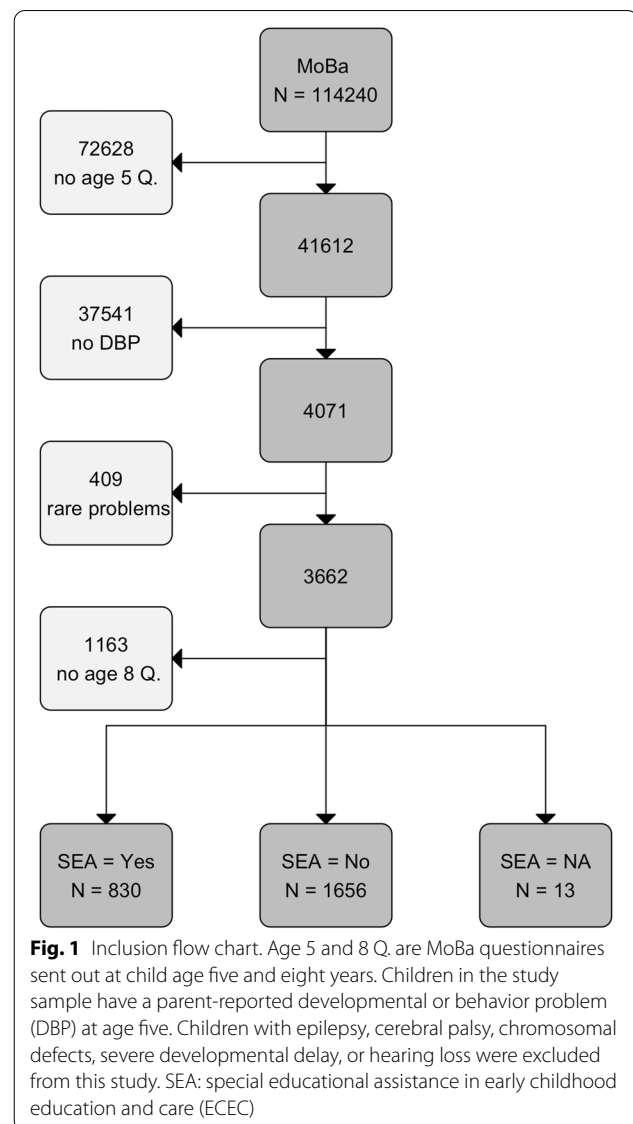 MoBa
N = 114240
72628
no age 5 Q.
41612
37541
no DBP
4071
409
rare problems
3662
1163
no age 8 Q.
SEA = Yes
N = 830
SEA = No
N = 1656
SEA = NA
N = 13
Fig. 1 Inclusion flow chart. Age 5 and 8 Q. are MoBa questionnaires
sent out at child age five and eight years. Children in the study
sample have a parent-reported developmental or behavior problem
(DBP) at age five. Children with epilepsy, cerebral palsy, chromosomal
defects, severe developmental delay, or hearing loss were excluded
from this study. SEA: special educational assistance in early childhood
education and care (ECEC)